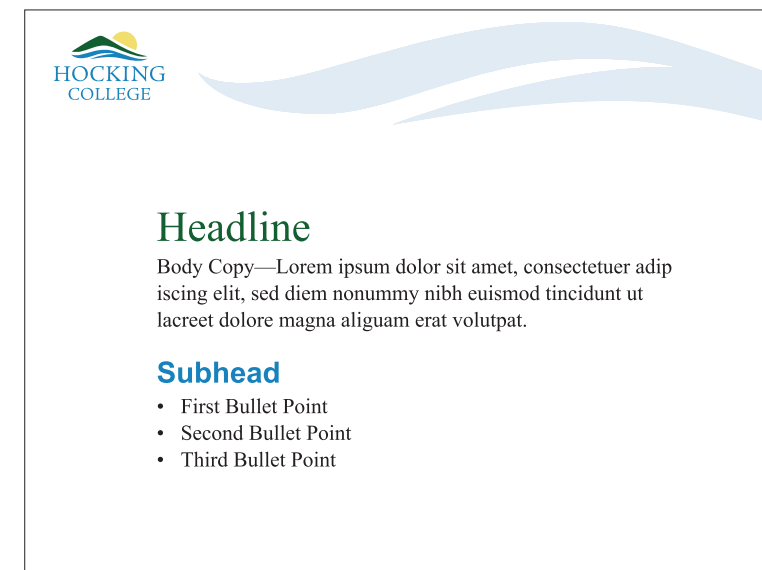 HOCKING
COLLEGE
Headline
Body Copy—Lorem ipsum dolor sit amet, consectetuer adip
iscing elit, sed diem nonummy nibh euismod tincidunt ut
lacreet dolore magna aliguam erat volutpat.
Subhead
• First Bullet Point
• Second Bullet Point
• Third Bullet Point